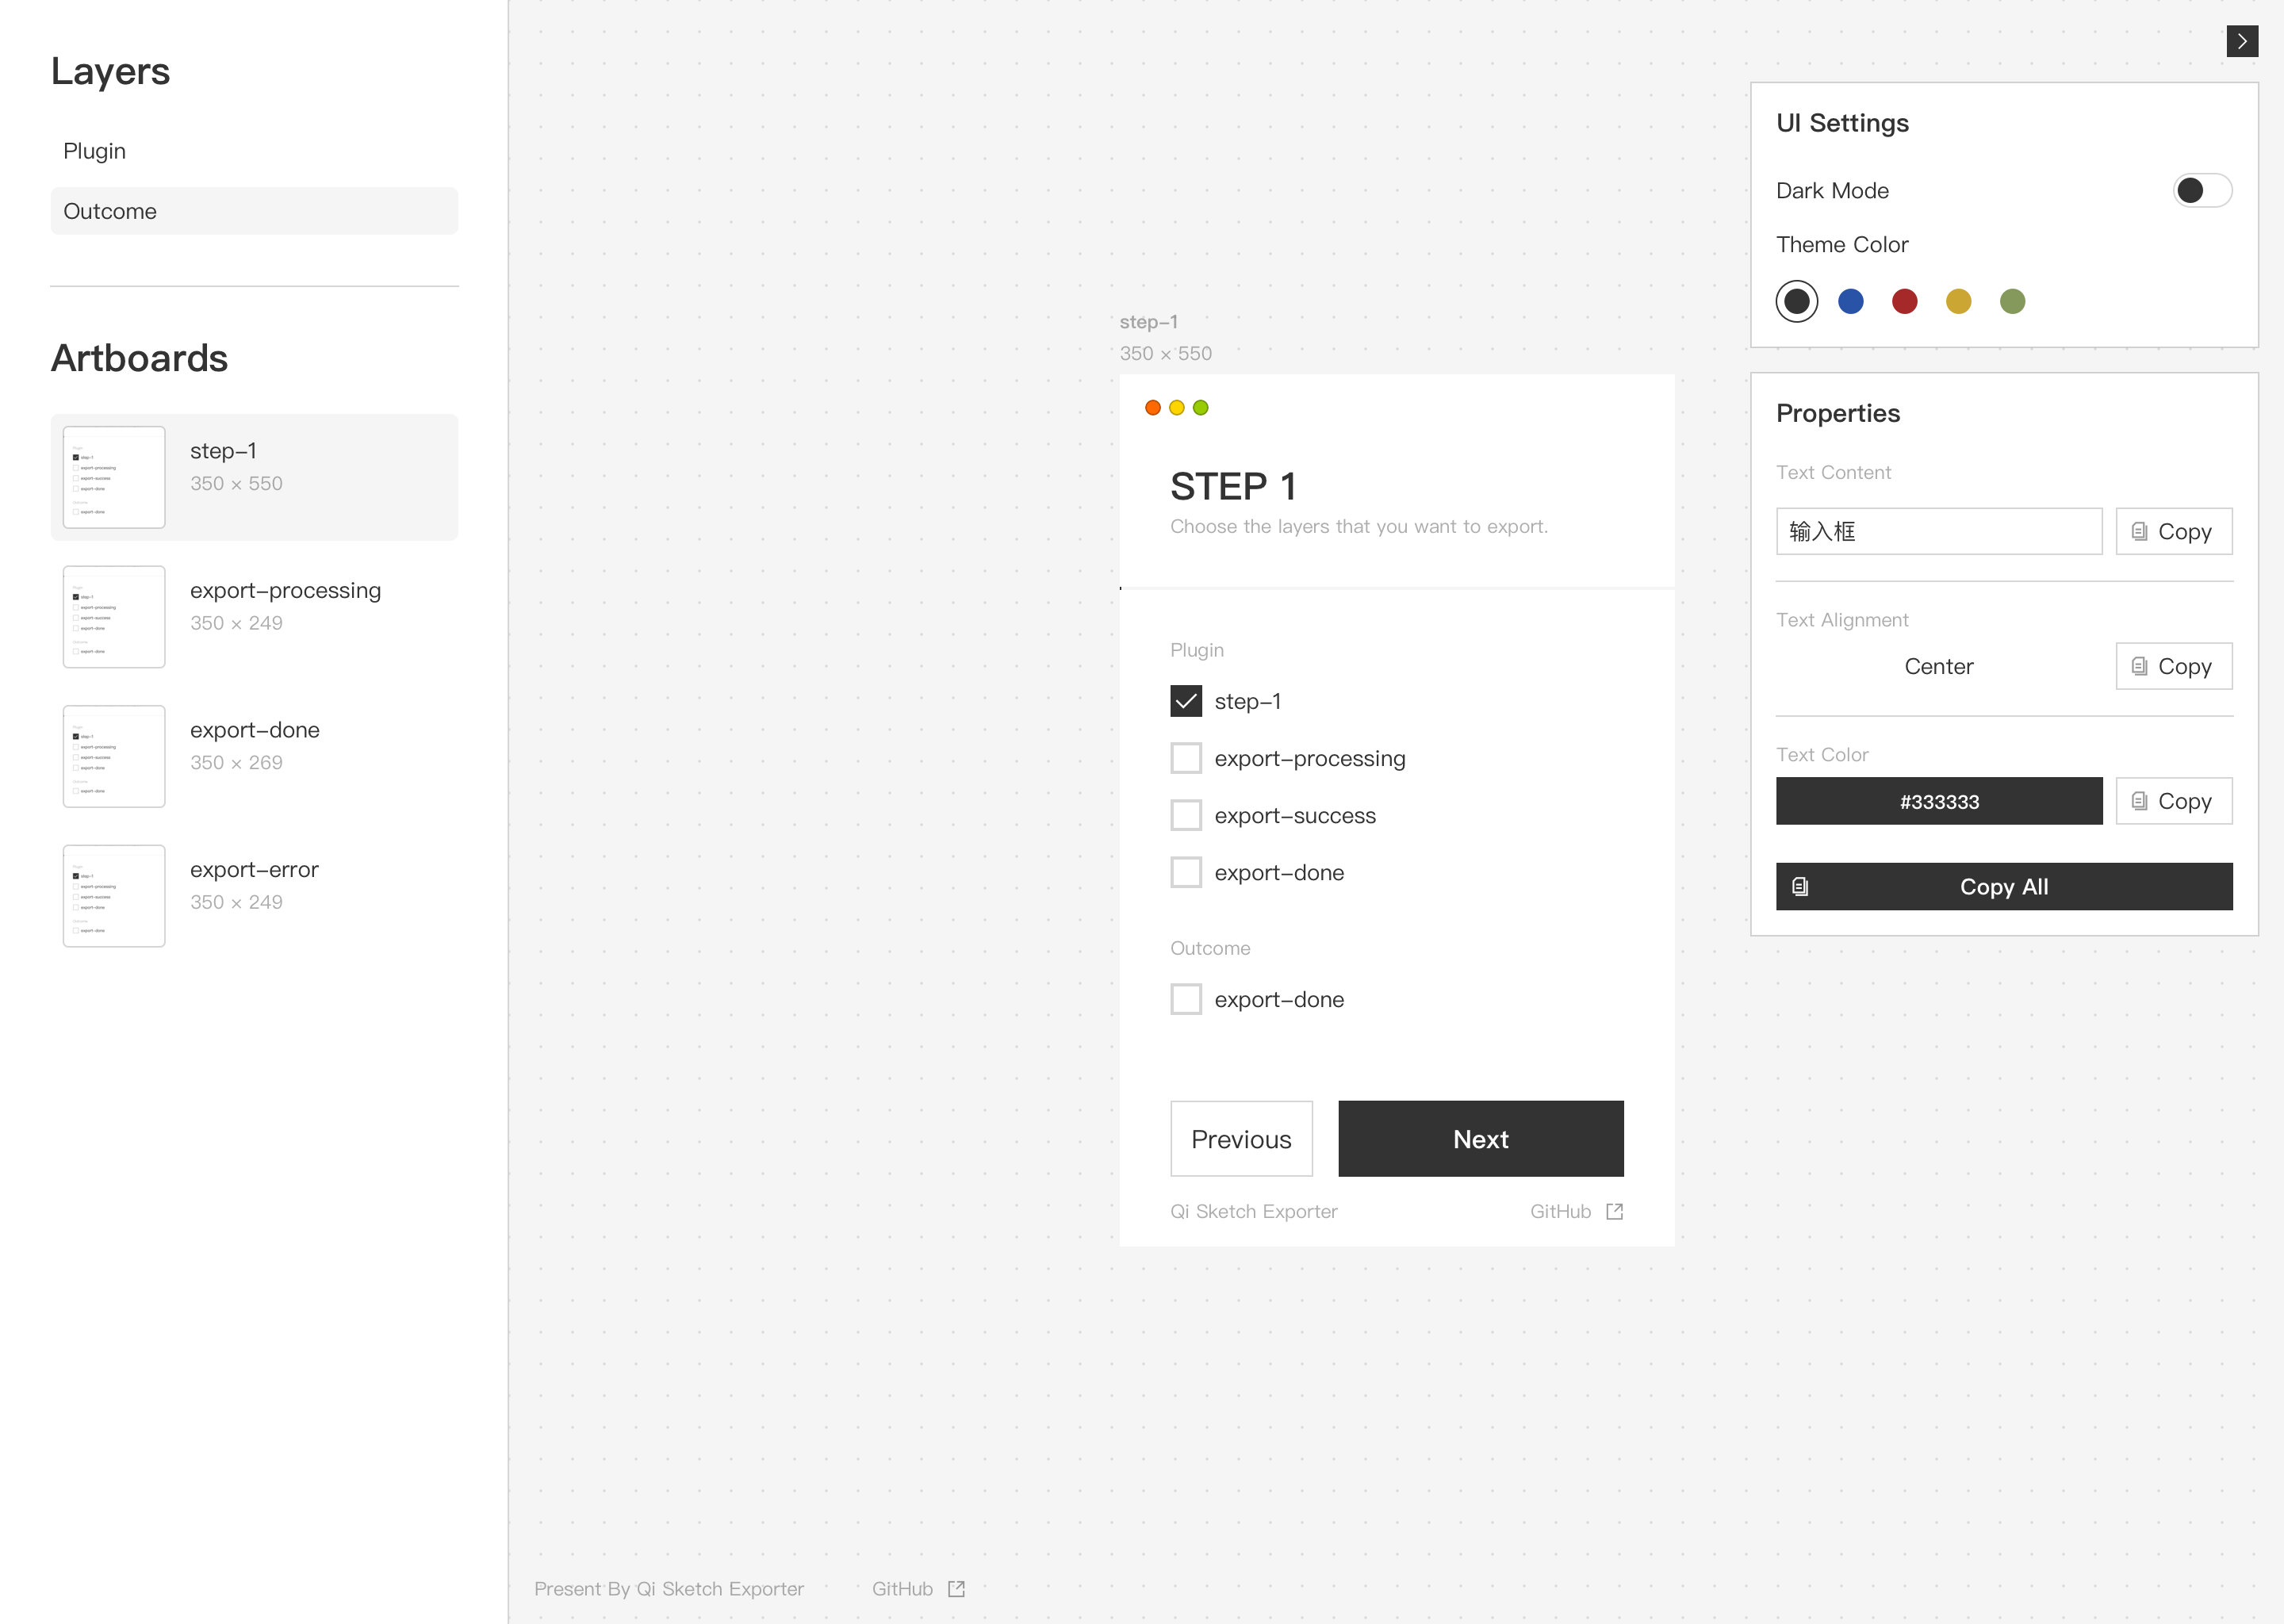 Layers
Plugin
Outcome
Artboards
step-1
350 × 550
export-processing
350 × 249
export-done
350 × 269
export-error
350 × 249
step-1
350 × 550
STEP 1
Choose the layers that you want to export.
Plugin
step-1
export-processing
export-success
export-done
Outcome
export-done
Previous
Next
Qi Sketch Exporter
GitHub
Present By Qi Sketch Exporter
GitHub
UI Settings
Dark Mode
Theme Color
Properties
Text Content
输入框
Copy
Text Alignment
Center
Copy
Text Color
#333333
Copy
Copy All